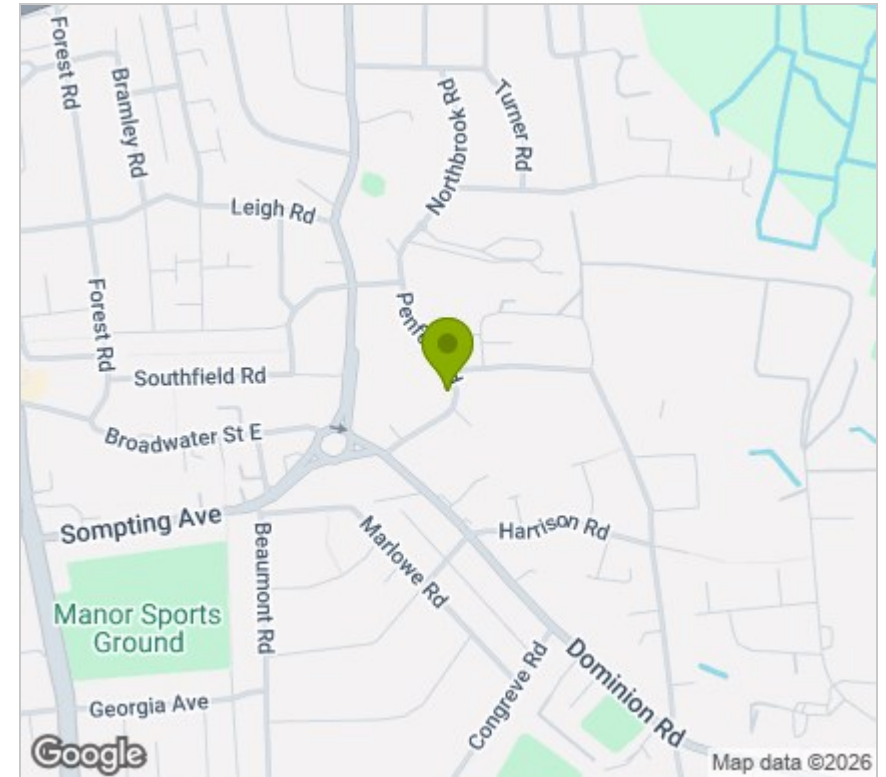 Forest Rd
Bramley Rd
Northbrook Rd
Turner Rd
Leigh Rd
Forest Rd
Southfield Rd
Broadwater St E
Sompting Ave
Beaumont Rd
Marlowe Rd
Harrison Rd
Manor Sports
Ground
Georgia Ave
Congreve Rd
Dominion Rd
Google
Map data ©2026